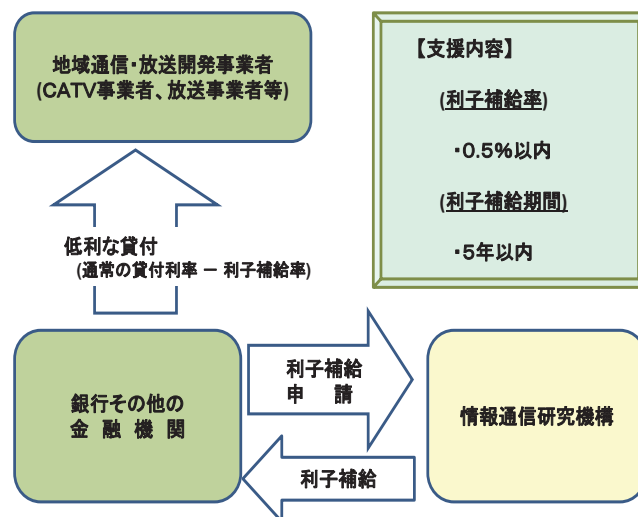 地域通信・放送開発事業者
(CATV事業者、放送事業者等)
【支援内容】
(利子補給率)
・0.5%以内
(利子補給期間)
・5年以内
低利な貸付
(通常の貸付利率 － 利子補給率)
銀行その他の
金融機関
利子補給
申　請
情報通信研究機構
利子補給